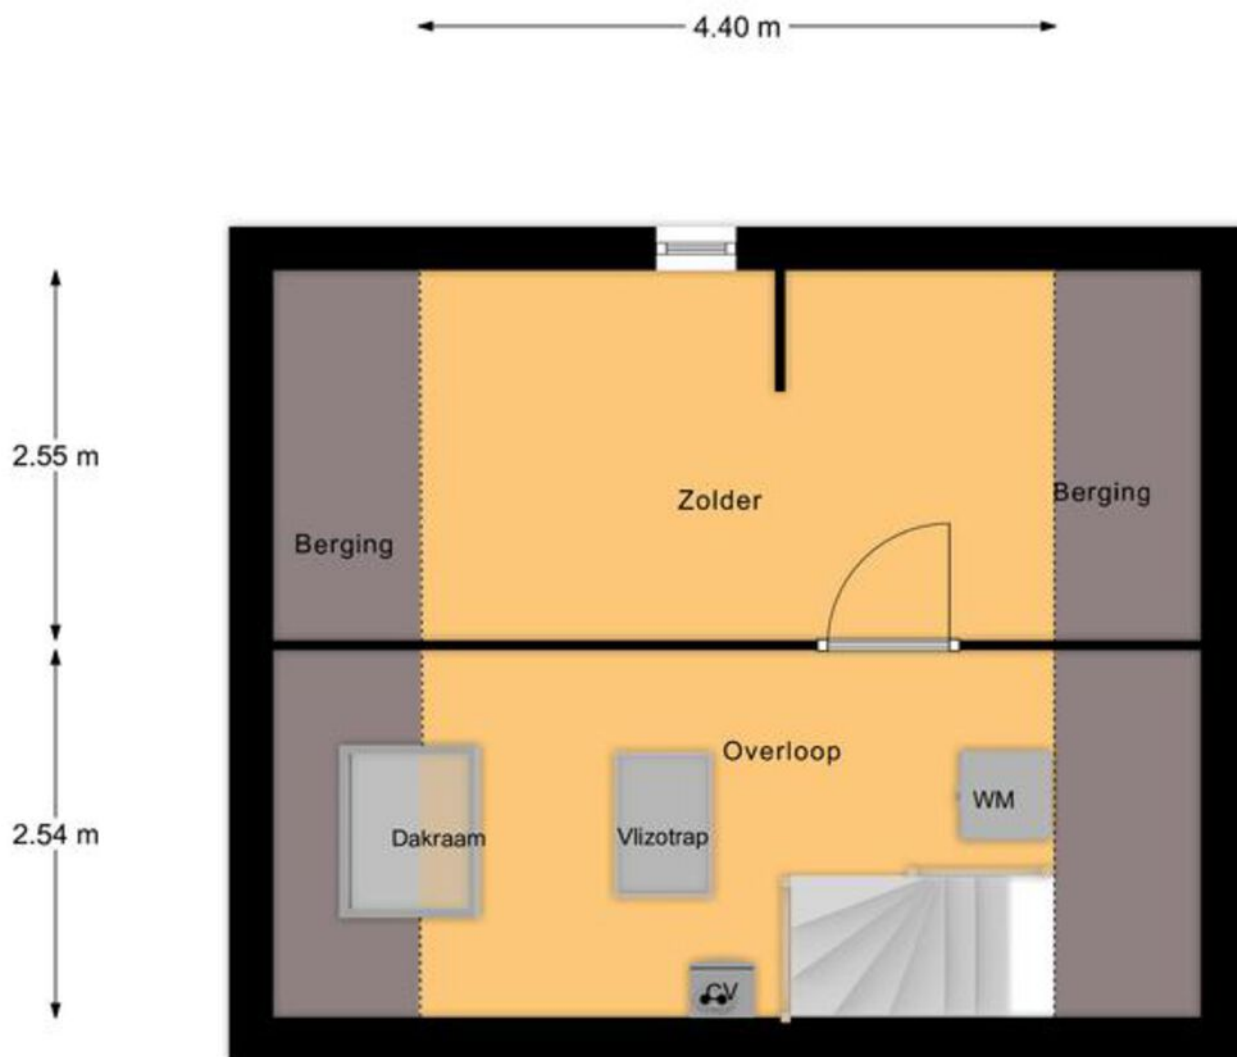 4.40 m
2.55 m
Zolder
Berging
Berging
Overloop
WM
2.54 m
Dakraam
Vlizotrap
CV